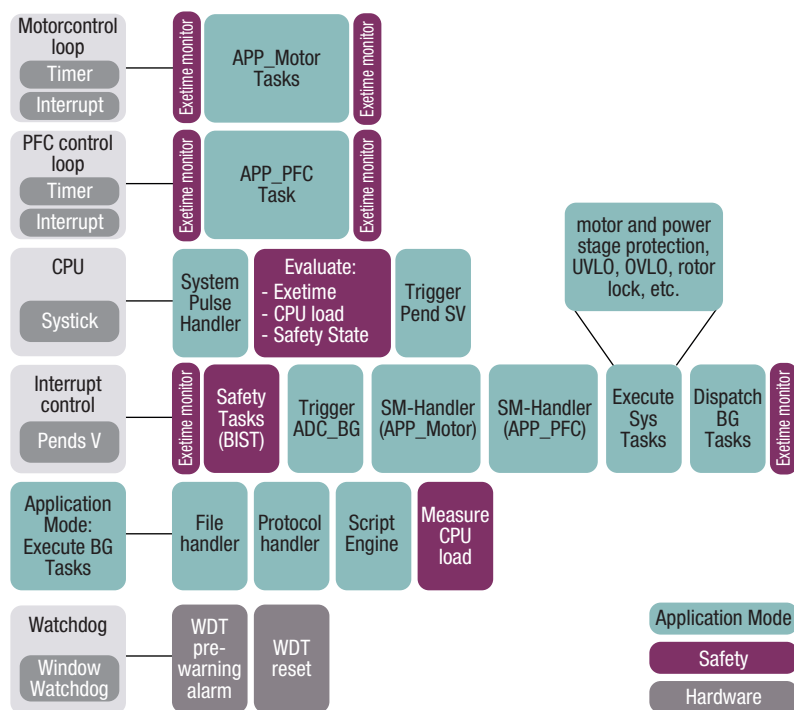 Motorcontrol
loop
Timer
Interrupt
Exetime monitor
APP_Motor
Tasks
Exetime monitor
PFC control
loop
Timer
Interrupt
Exetime monitor
APP_PFC
Task
Exetime monitor
motor and power
stage protection,
UVLO, OVLO, rotor
lock, etc.
CPU
Systick
System
Pulse
Handler
Evaluate:
- Exetime
- CPU load
- Safety State
Trigger
Pend SV
Interrupt
control
Pends V
Exetime monitor
Safety
Tasks
(BIST)
Trigger
ADC_BG
SM-Handler
(APP_Motor)
SM-Handler
(APP_PFC)
Execute
Sys
Tasks
Dispatch
BG
Tasks
Exetime monitor
Application
Mode:
Execute BG
Tasks
File
handler
Protocol
handler
Script
Engine
Measure
CPU
load
Watchdog
Window
Watchdog
WDT
pre-
warning
alarm
WDT
reset
Application Mode
Safety
Hardware